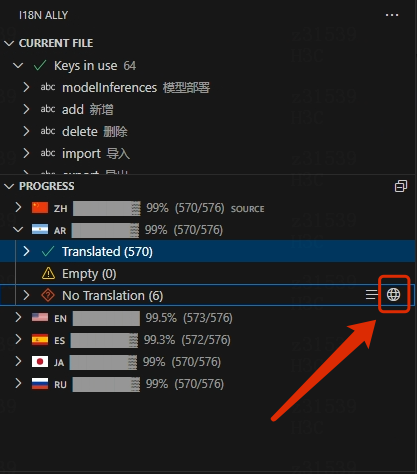 I18N ALLY
CURRENT FILE
Keys in use 64
abc modelInferences 模型部署
abc add 新增
abc delete 删除
abc import 导入
abc export 导出
PROGRESS
ZH 99% (570/576) SOURCE
AR 99% (570/576)
Translated (570)
Empty (0)
No Translation (6)
EN 99.5% (573/576)
ES 99.3% (572/576)
JA 99% (570/576)
RU 99% (570/576)